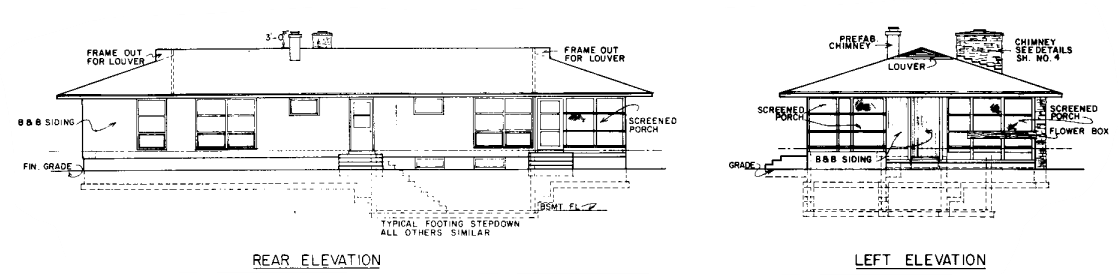 3'-0"
FRAME OUT
FOR LOUVER
FRAME OUT
FOR LOUVER
B & B SIDING
SCREENED
PORCH
FIN. GRADE
BSMT. FL.
TYPICAL FOOTING STEPDOWN
ALL OTHERS SIMILAR
REAR ELEVATION
PREFAB.
CHIMNEY
CHIMNEY
SEE DETAILS
SH. NO. 4
LOUVER
SCREENED
PORCH
SCREENED
PORCH
FLOWER BOX
B & B SIDING
GRADE
LEFT ELEVATION